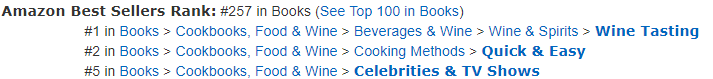 Amazon Best Sellers Rank: #257 in Books (See Top 100 in Books)
#1 in Books > Cookbooks, Food & Wine > Beverages & Wine > Wine & Spirits > Wine Tasting
#2 in Books > Cookbooks, Food & Wine > Cooking Methods > Quick & Easy
#5 in Books > Cookbooks, Food & Wine > Celebrities & TV Shows